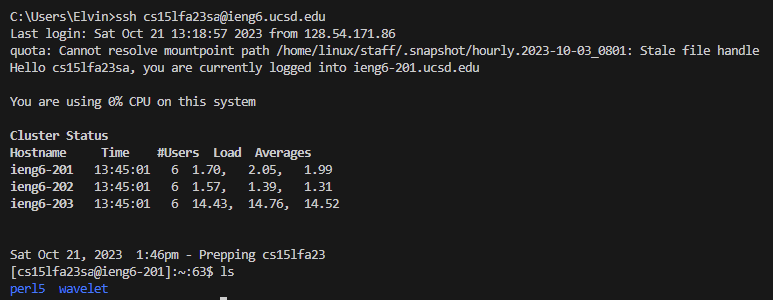 C:\Users\Elvin>ssh cs15lfa23sa@ieng6.ucsd.edu
Last login: Sat Oct 21 13:18:57 2023 from 128.54.171.86
quota: Cannot resolve mountpoint path /home/linux/staff/.snapshot/hourly.2023-10-03_0801: Stale file handle
Hello cs15lfa23sa, you are currently logged into ieng6-201.ucsd.edu
You are using 0% CPU on this system
Cluster Status
Hostname     Time    #Users  Load  Averages
ieng6-201   13:45:01   6  1.70,   2.05,   1.99
ieng6-202   13:45:01   6  1.57,   1.39,   1.31
ieng6-203   13:45:01   6  14.43,  14.76,  14.52
Sat Oct 21, 2023  1:46pm - Prepping cs15lfa23
[cs15lfa23sa@ieng6-201]:~:63$ ls
perl5  wavelet